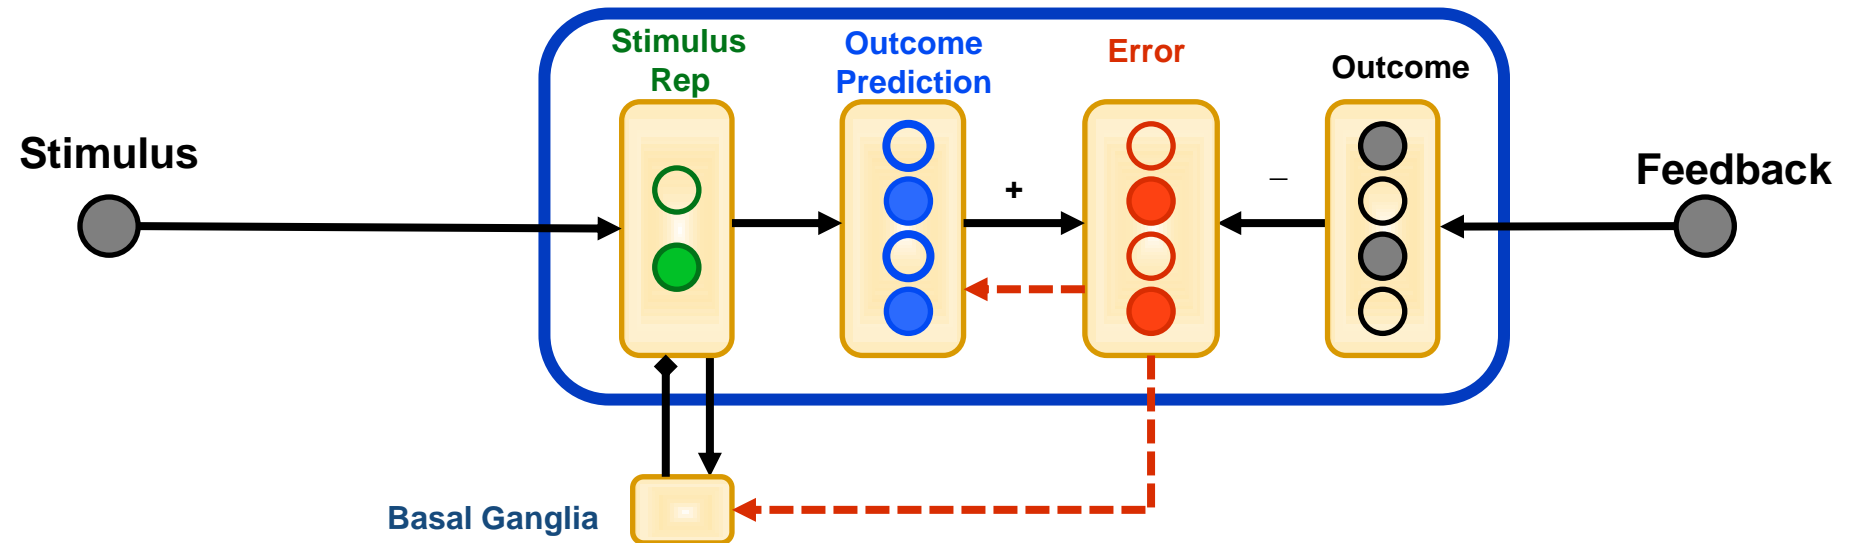 Stimulus
Rep
Outcome
Prediction
Error
Outcome
Stimulus
Feedback
+
–
Basal Ganglia